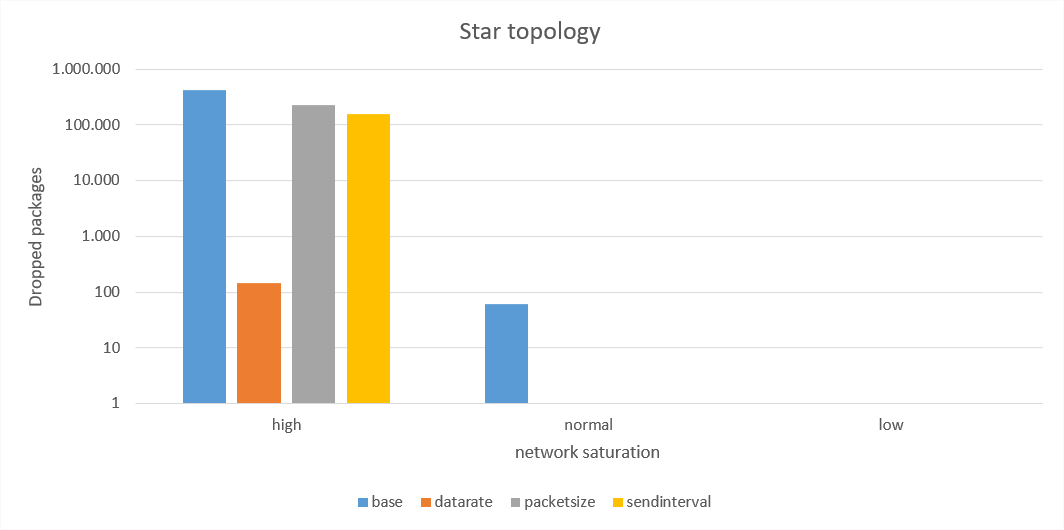 Star topology
Dropped packages
1.000.000
100.000
10.000
1.000
100
10
1
high normal low
network saturation
base datarate packetsize sendinterval